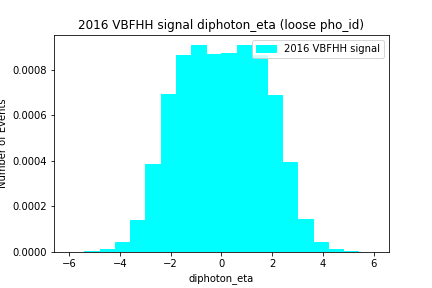 2016 VBFHH signal diphoton_eta (loose pho_id)
2016 VBFHH signal
0.0008
0.0006
0.0004
0.0002
0.0000
Number of Events
−6 −4 −2 0 2 4 6
diphoton_eta